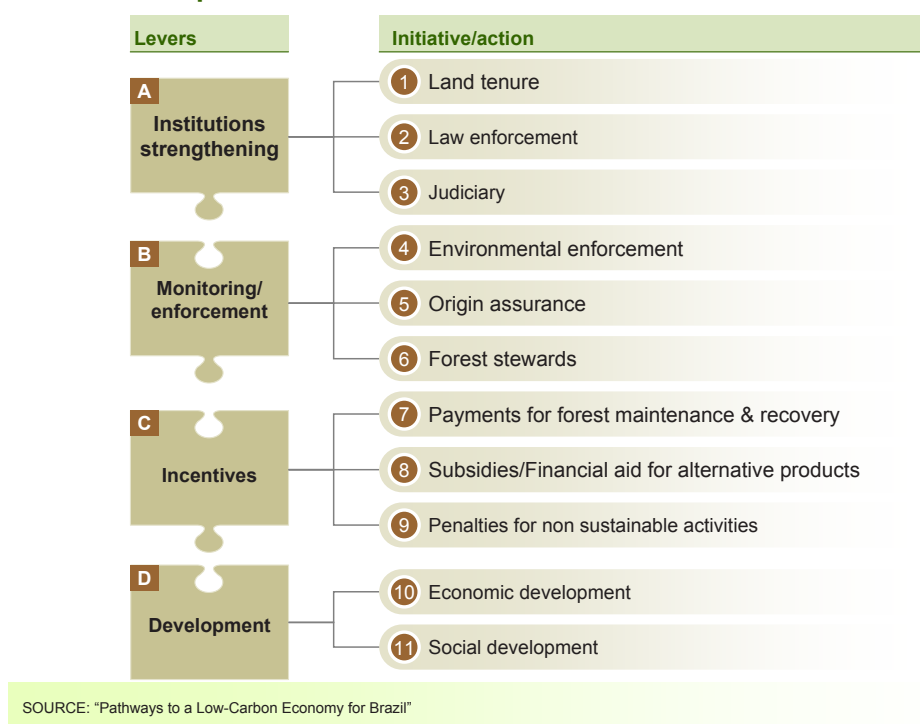 Levers
Initiative/action
A
Institutions
strengthening
1 Land tenure
2 Law enforcement
3 Judiciary
B
Monitoring/
enforcement
4 Environmental enforcement
5 Origin assurance
6 Forest stewards
C
Incentives
7 Payments for forest maintenance & recovery
8 Subsidies/Financial aid for alternative products
9 Penalties for non sustainable activities
D
Development
10 Economic development
11 Social development
SOURCE: “Pathways to a Low-Carbon Economy for Brazil”